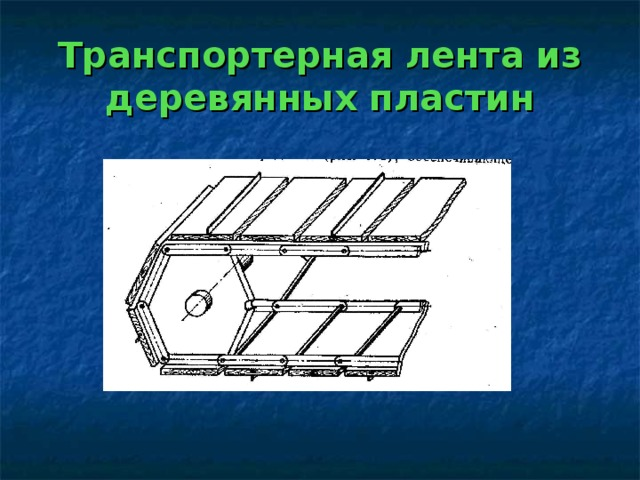 Транспортерная лента из
деревянных пластин